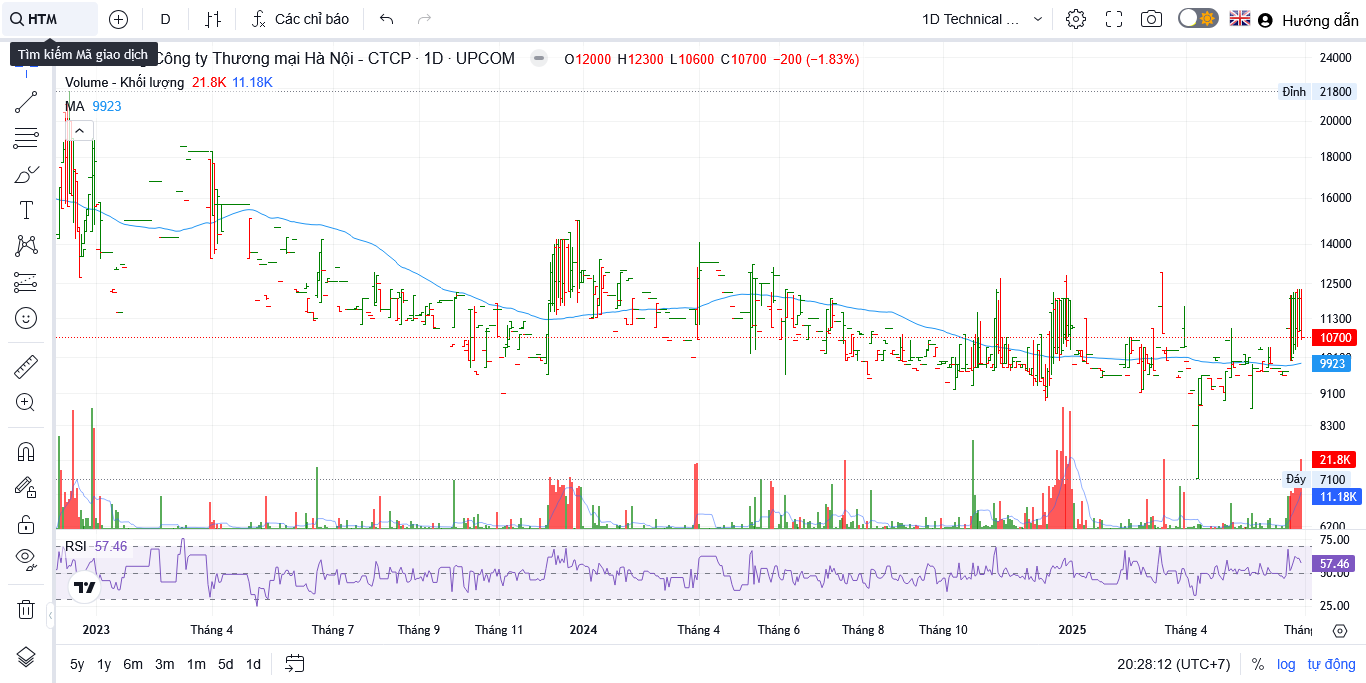 HTM
D
Các chỉ báo
1D Technical ...
Hướng dẫn
Tìm kiếm Mã giao dịch
Công ty Thương mại Hà Nội - CTCP · 1D · UPCOM
O12000 H12300 L10600 C10700 −200 (−1.83%)
Volume - Khối lượng 21.8K 11.18K
MA 9923
24000
Đỉnh 21800
20000
18000
16000
14000
12500
11300
10700
9923
9100
8300
21.8K
Đáy 7100
11.18K
6200
RSI 57.46
75.00
57.46
50.00
25.00
2023 Tháng 4 Tháng 7 Tháng 9 Tháng 11 2024 Tháng 4 Tháng 6 Tháng 8 Tháng 10 2025 Tháng 4
5y 1y 6m 3m 1m 5d 1d
20:28:12 (UTC+7) % log tự động